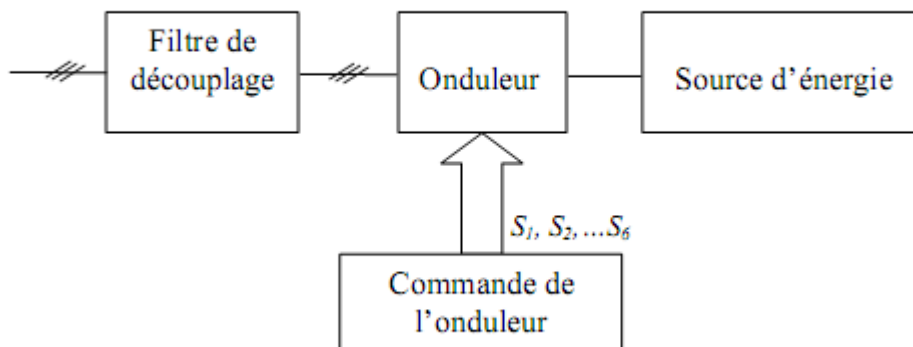 Filtre de
découplage
Onduleur
Source d'énergie
S1, S2, ...S6
Commande de
l'onduleur